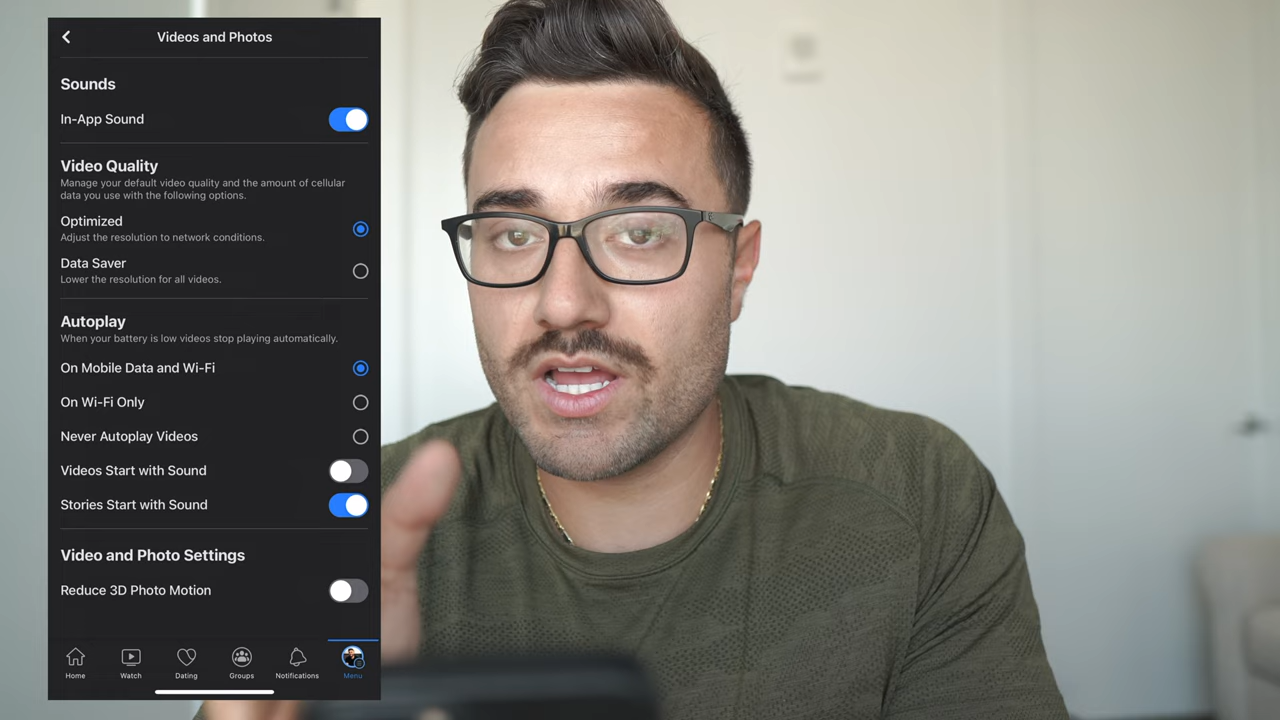 Videos and Photos
Sounds
In-App Sound
Video Quality
Manage your default video quality and the amount of cellular
data you use with the following options.
Optimized
Adjust the resolution to network conditions.
Data Saver
Lower the resolution for all videos.
Autoplay
When your battery is low videos stop playing automatically.
On Mobile Data and Wi-Fi
On Wi-Fi Only
Never Autoplay Videos
Videos Start with Sound
Stories Start with Sound
Video and Photo Settings
Reduce 3D Photo Motion
Home
Watch
Dating
Groups
Notifications
Menu